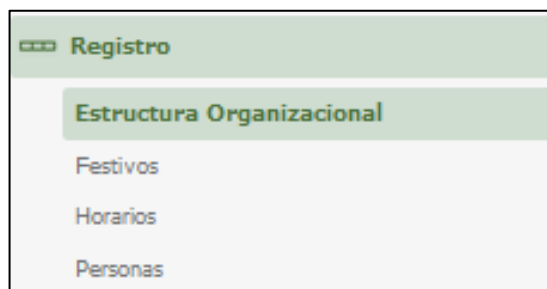 Registro
Estructura Organizacional
Festivos
Horarios
Personas